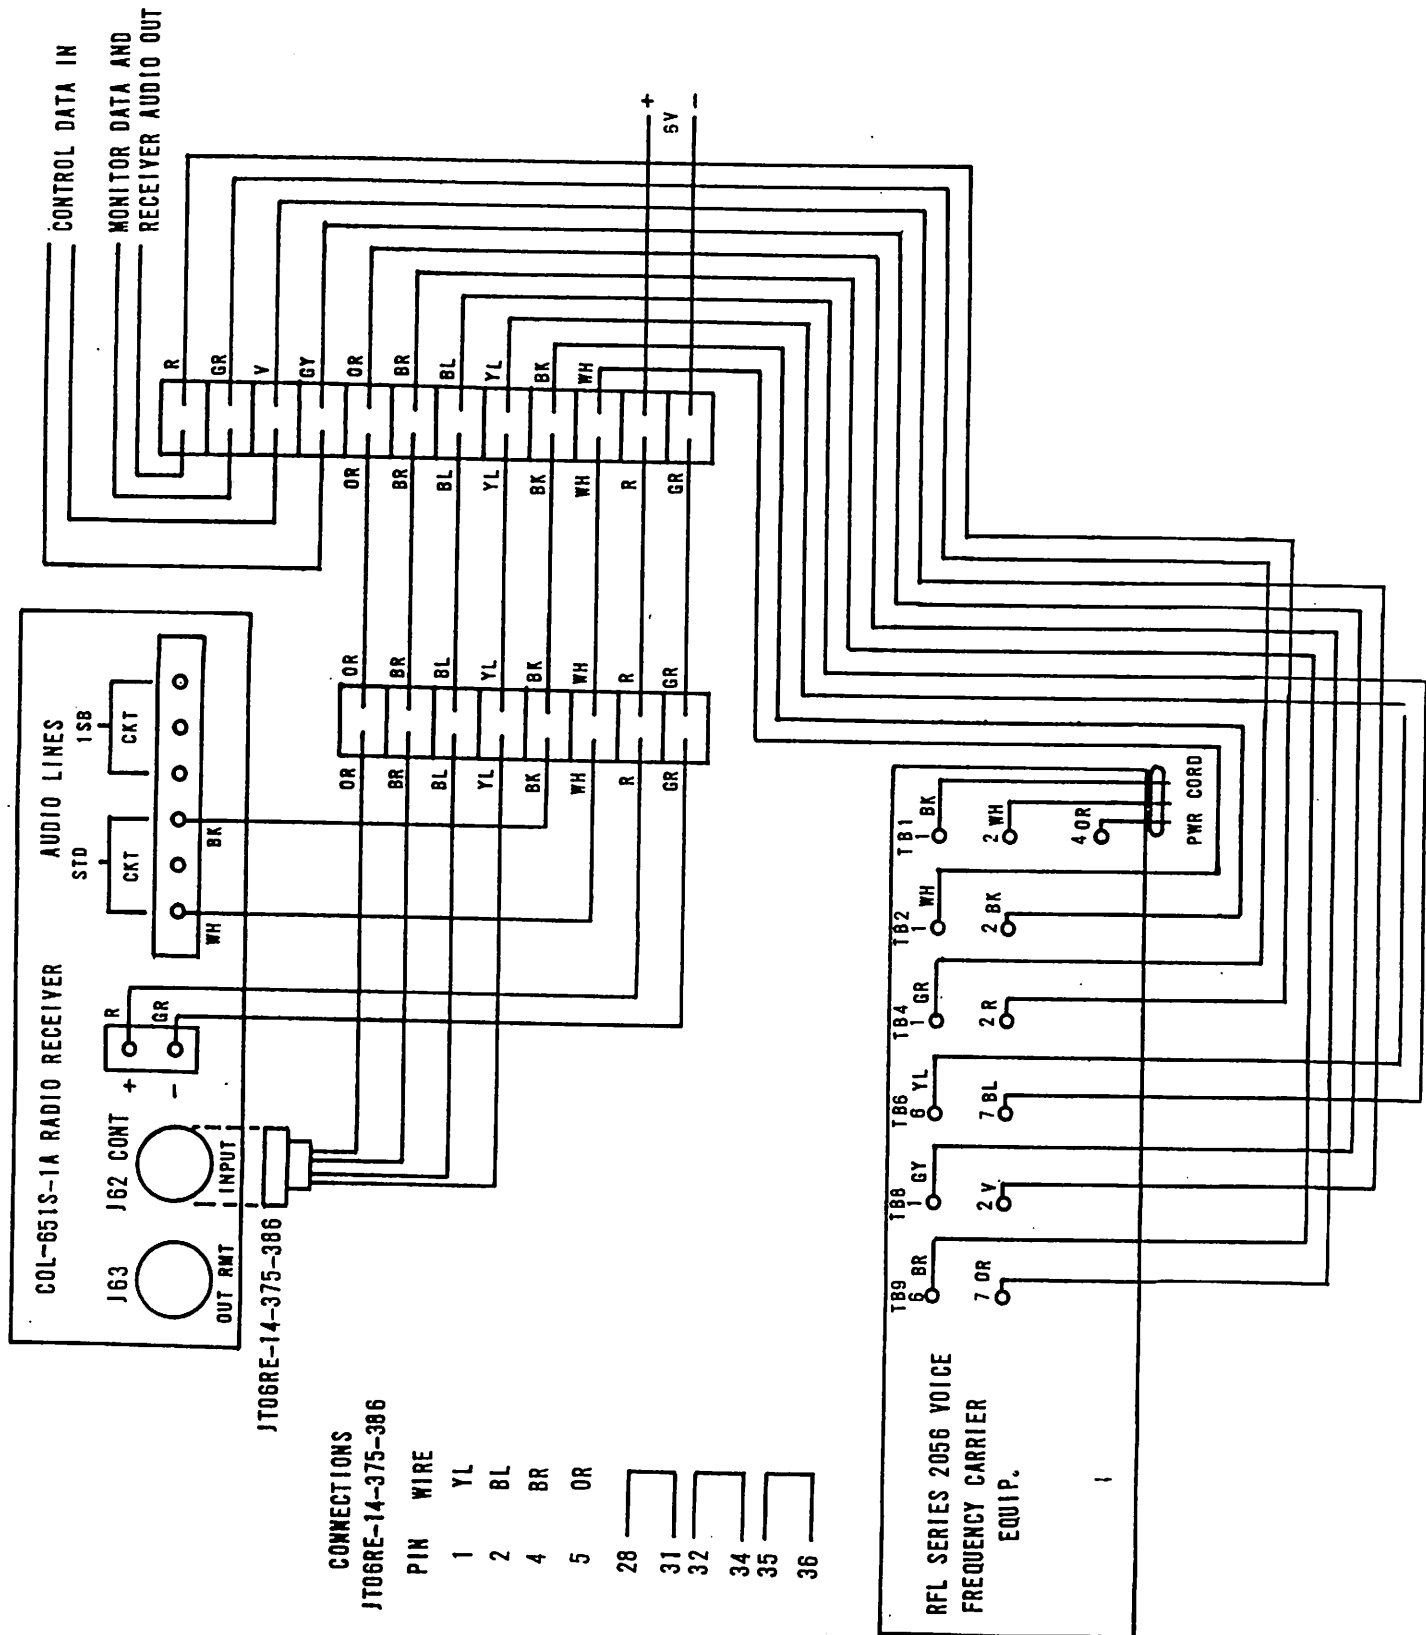 CONTROL DATA IN
MONITOR DATA AND
RECEIVER AUDIO OUT
COL-651S-1A RADIO RECEIVER
AUDIO LINES
STD
1SB
CKT
CKT
WH
BK
R
GR
+
-
J63
J62 CONT
OUT RMT
INPUT
JT06RE-14-375-386
OR
BR
BL
YL
BK
WH
R
GR
OR
BR
BL
YL
BK
WH
R
GR
OR
BR
BL
YL
BK
WH
R
GR
R
GR
V
GY
OR
BR
BL
YL
BK
WH
+
6V
-
CONNECTIONS
JT06RE-14-375-386
PIN WIRE
1 YL
2 BL
4 BR
5 OR
28
31
32
34
35
36
RFL SERIES 2056 VOICE
FREQUENCY CARRIER
EQUIP.
TB9
6 BR
7 OR
TB8
1 GY
2 V
TB6
6 YL
7 BL
TB4
1 GR
2 R
TB2
1 WH
2 BK
TB1
1 BK
2 WH
4 OR
PWR CORD